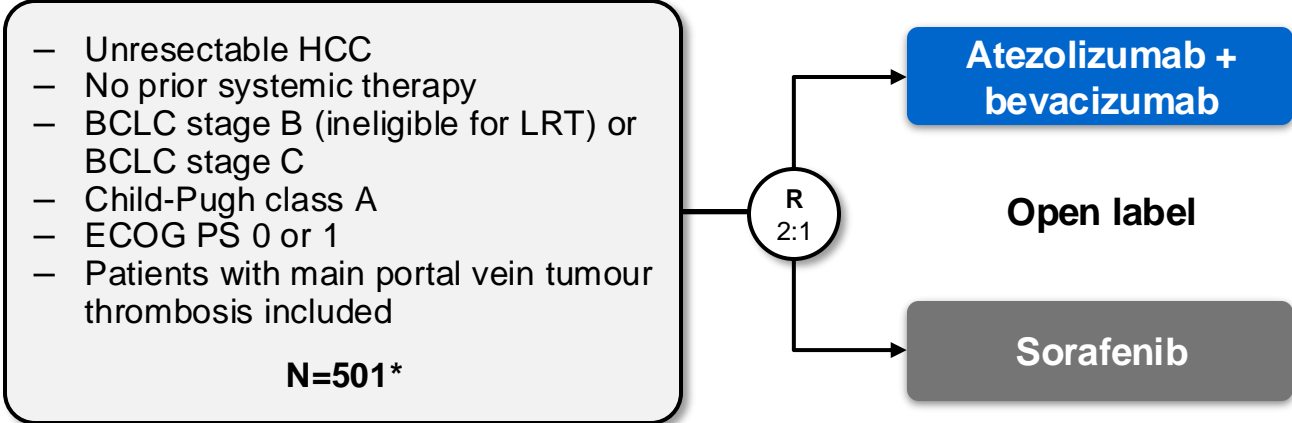 – Unresectable HCC
– No prior systemic therapy
– BCLC stage B (ineligible for LRT) or
BCLC stage C
– Child-Pugh class A
– ECOG PS 0 or 1
– Patients with main portal vein tumour
thrombosis included
N=501*
R
2:1
Atezolizumab +
bevacizumab
Open label
Sorafenib